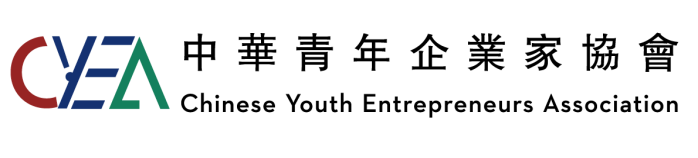 CYEA
中華青年企業家協會
Chinese Youth Entrepreneurs Association